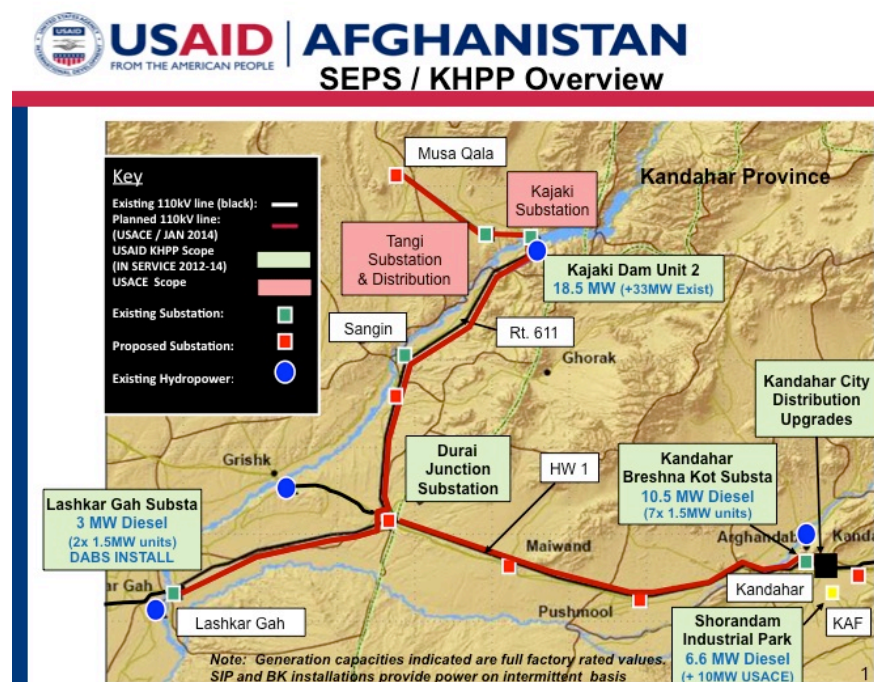 USAID
FROM THE AMERICAN PEOPLE
AFGHANISTAN
SEPS / KHPP Overview
Key
Existing 110kV line (black):
Planned 110kV line:
(USACE / JAN 2014)
USAID KHPP Scope
(IN SERVICE 2012-14)
USACE Scope
Existing Substation:
Proposed Substation:
Existing Hydropower:
Musa Qala
Kajaki
Substation
Kandahar Province
Tangi
Substation
& Distribution
Kajaki Dam Unit 2
18.5 MW (+33MW Exist)
Sangin
Rt. 611
Ghorak
Kandahar City
Distribution
Upgrades
Durai
Junction
Substation
HW 1
Kandahar
Breshna Kot Substa
10.5 MW Diesel
(7x 1.5MW units)
Grishk
Lashkar Gah Substa
3 MW Diesel
(2x 1.5MW units)
DABS INSTALL
Maiwand
Arghandab
Kanda
ar Gah
Lashkar Gah
Pushmool
Kandahar
KAF
Shorandam
Industrial Park
6.6 MW Diesel
(+ 10MW USACE)
Note: Generation capacities indicated are full factory rated values.
SIP and BK installations provide power on intermittent basis
1